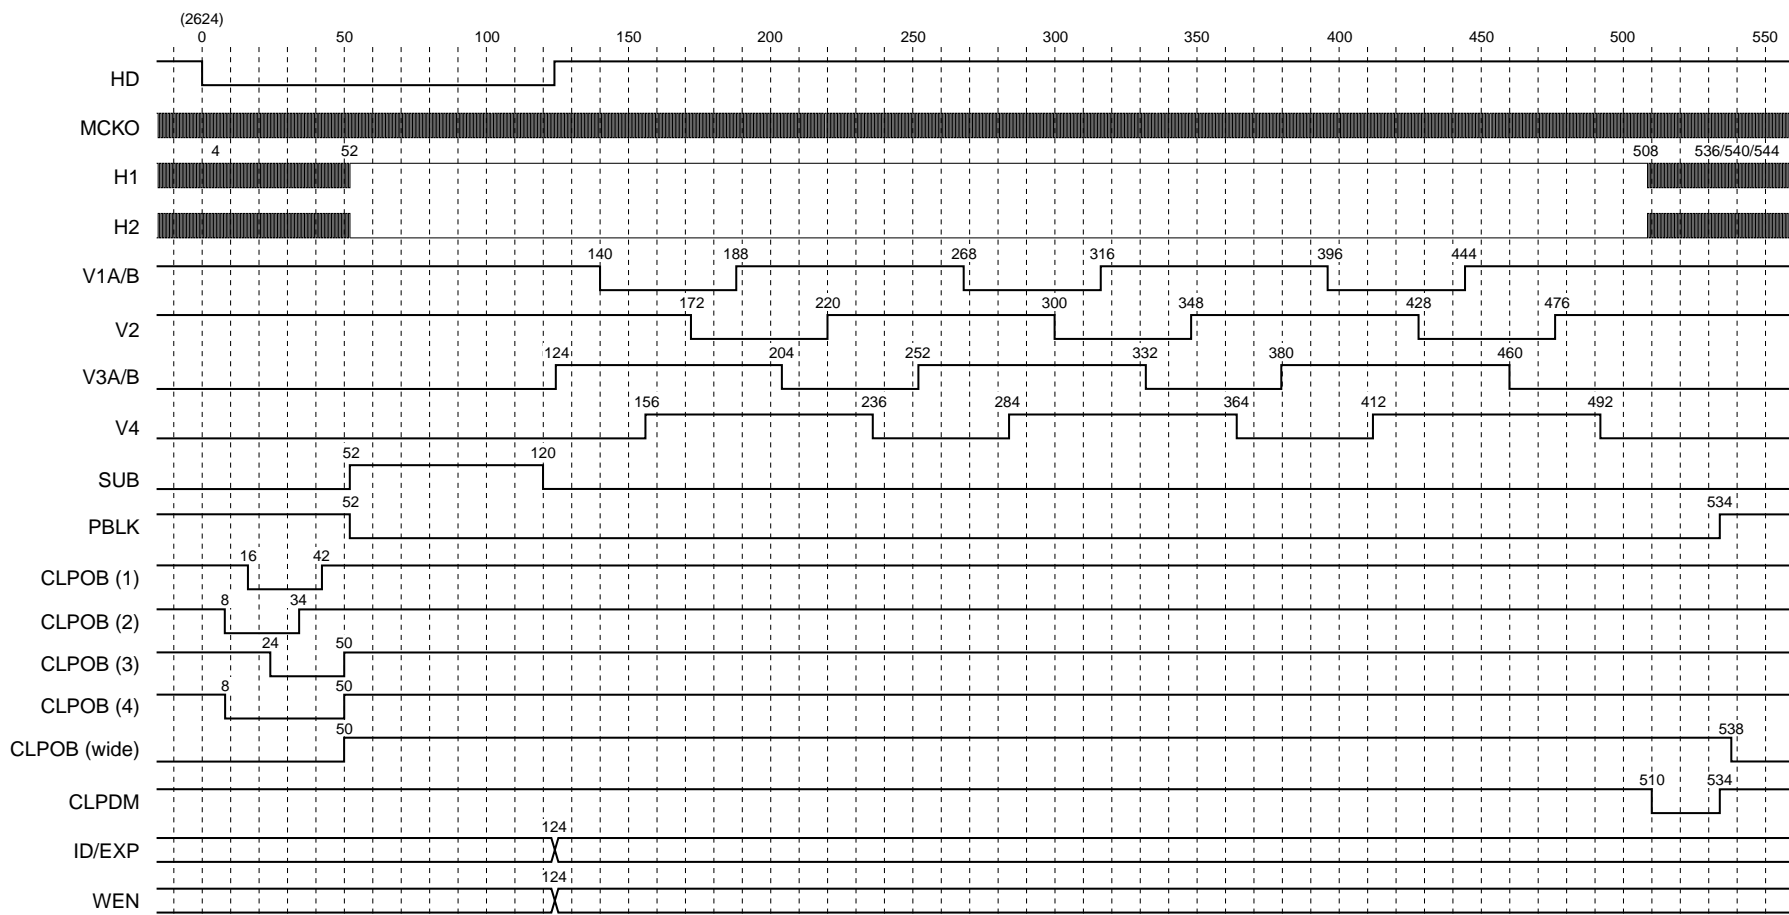 (2624)
0 50 100 150 200 250 300 350 400 450 500 550
HD
MCKO
4 52 508 536/540/544
H1
H2
140 188 268 316 396 444
V1A/B
172 220 300 348 428 476
V2
124 204 252 332 380 460
V3A/B
156 236 284 364 412 492
V4
52 120
SUB
52 534
PBLK
16 42
CLPOB (1)
8 34
CLPOB (2)
24 50
CLPOB (3)
8 50
CLPOB (4)
50 538
CLPOB (wide)
510 534
CLPDM
124
ID/EXP
124
WEN